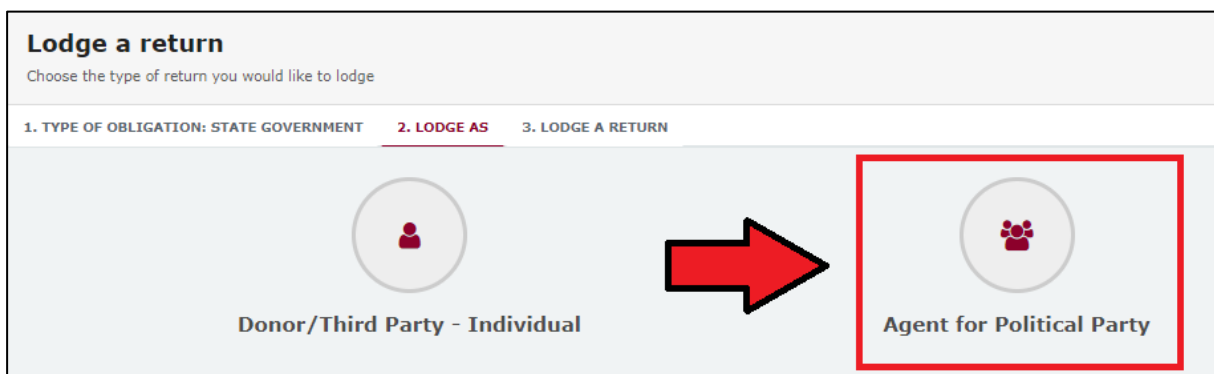 Lodge a return
Choose the type of return you would like to lodge
1. TYPE OF OBLIGATION: STATE GOVERNMENT 2. LODGE AS 3. LODGE A RETURN
Donor/Third Party - Individual Agent for Political Party